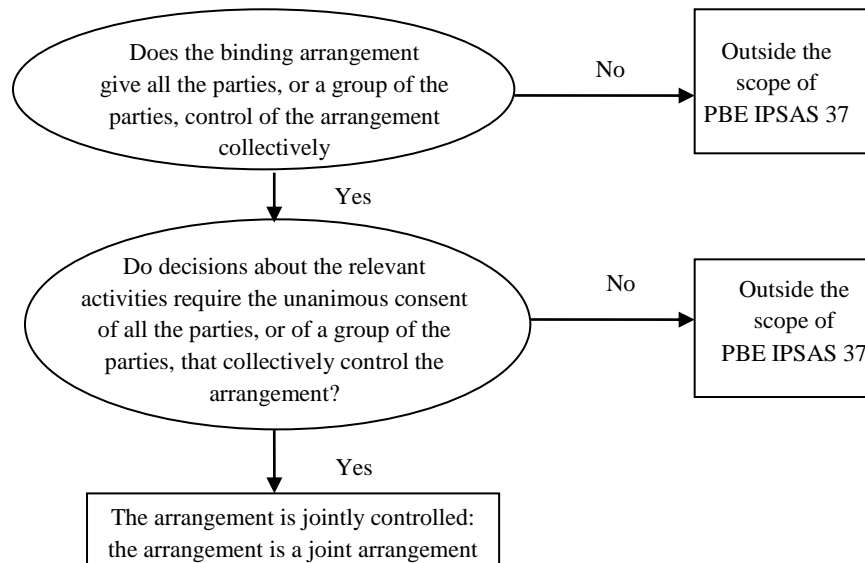 Does the binding arrangement
give all the parties, or a group of the
parties, control of the arrangement
collectively
No
Outside the
scope of
PBE IPSAS 37
Yes
Do decisions about the relevant
activities require the unanimous consent
of all the parties, or of a group of the
parties, that collectively control the
arrangement?
No
Outside the
scope of
PBE IPSAS 37
Yes
The arrangement is jointly controlled:
the arrangement is a joint arrangement